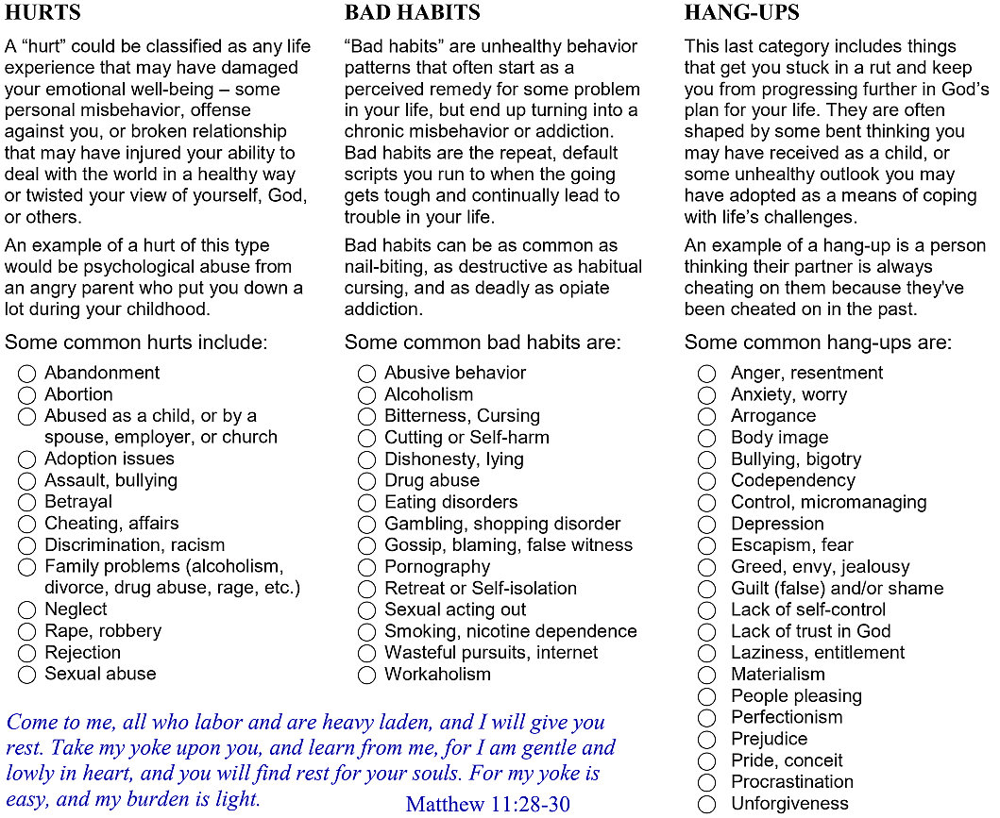 HURTS
A “hurt” could be classified as any life
experience that may have damaged
your emotional well-being – some
personal misbehavior, offense
against you, or broken relationship
that may have injured your ability to
deal with the world in a healthy way
or twisted your view of yourself, God,
or others.
An example of a hurt of this type
would be psychological abuse from
an angry parent who put you down a
lot during your childhood.
Some common hurts include:
Abandonment
Abortion
Abused as a child, or by a
spouse, employer, or church
Adoption issues
Assault, bullying
Betrayal
Cheating, affairs
Discrimination, racism
Family problems (alcoholism,
divorce, drug abuse, rage, etc.)
Neglect
Rape, robbery
Rejection
Sexual abuse
BAD HABITS
“Bad habits” are unhealthy behavior
patterns that often start as a
perceived remedy for some problem
in your life, but end up turning into a
chronic misbehavior or addiction.
Bad habits are the repeat, default
scripts you run to when the going
gets tough and continually lead to
trouble in your life.
Bad habits can be as common as
nail-biting, as destructive as habitual
cursing, and as deadly as opiate
addiction.
Some common bad habits are:
Abusive behavior
Alcoholism
Bitterness, Cursing
Cutting or Self-harm
Dishonesty, lying
Drug abuse
Eating disorders
Gambling, shopping disorder
Gossip, blaming, false witness
Pornography
Retreat or Self-isolation
Sexual acting out
Smoking, nicotine dependence
Wasteful pursuits, internet
Workaholism
HANG-UPS
This last category includes things
that get you stuck in a rut and keep
you from progressing further in God’s
plan for your life. They are often
shaped by some bent thinking you
may have received as a child, or
some unhealthy outlook you may
have adopted as a means of coping
with life’s challenges.
An example of a hang-up is a person
thinking their partner is always
cheating on them because they've
been cheated on in the past.
Some common hang-ups are:
Anger, resentment
Anxiety, worry
Arrogance
Body image
Bullying, bigotry
Codependency
Control, micromanaging
Depression
Escapism, fear
Greed, envy, jealousy
Guilt (false) and/or shame
Lack of self-control
Lack of trust in God
Laziness, entitlement
Materialism
People pleasing
Perfectionism
Prejudice
Pride, conceit
Procrastination
Unforgiveness
Come to me, all who labor and are heavy laden, and I will give you
rest. Take my yoke upon you, and learn from me, for I am gentle and
lowly in heart, and you will find rest for your souls. For my yoke is
easy, and my burden is light.
Matthew 11:28-30